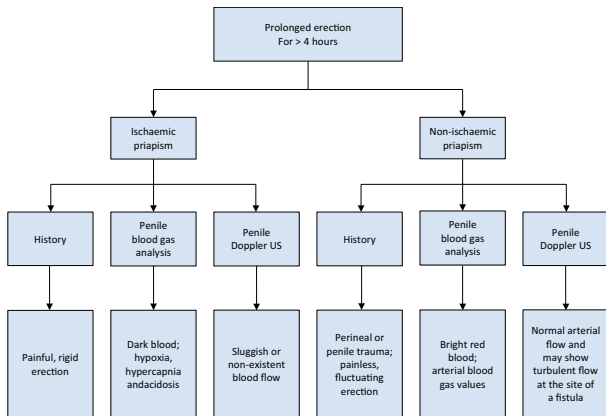 Prolonged erection
For > 4 hours
Ischaemic
priapism
Non-ischaemic
priapism
History
Penile
blood gas
analysis
Penile
Doppler US
History
Penile
blood gas
analysis
Penile
Doppler US
Painful, rigid
erection
Dark blood;
hypoxia,
hypercapnia
andacidosis
Sluggish or
non-existent
blood flow
Perineal or
penile trauma;
painless,
fluctuating
erection
Bright red
blood;
arterial blood
gas values
Normal arterial
flow and
may show
turbulent flow
at the site of
a fistula